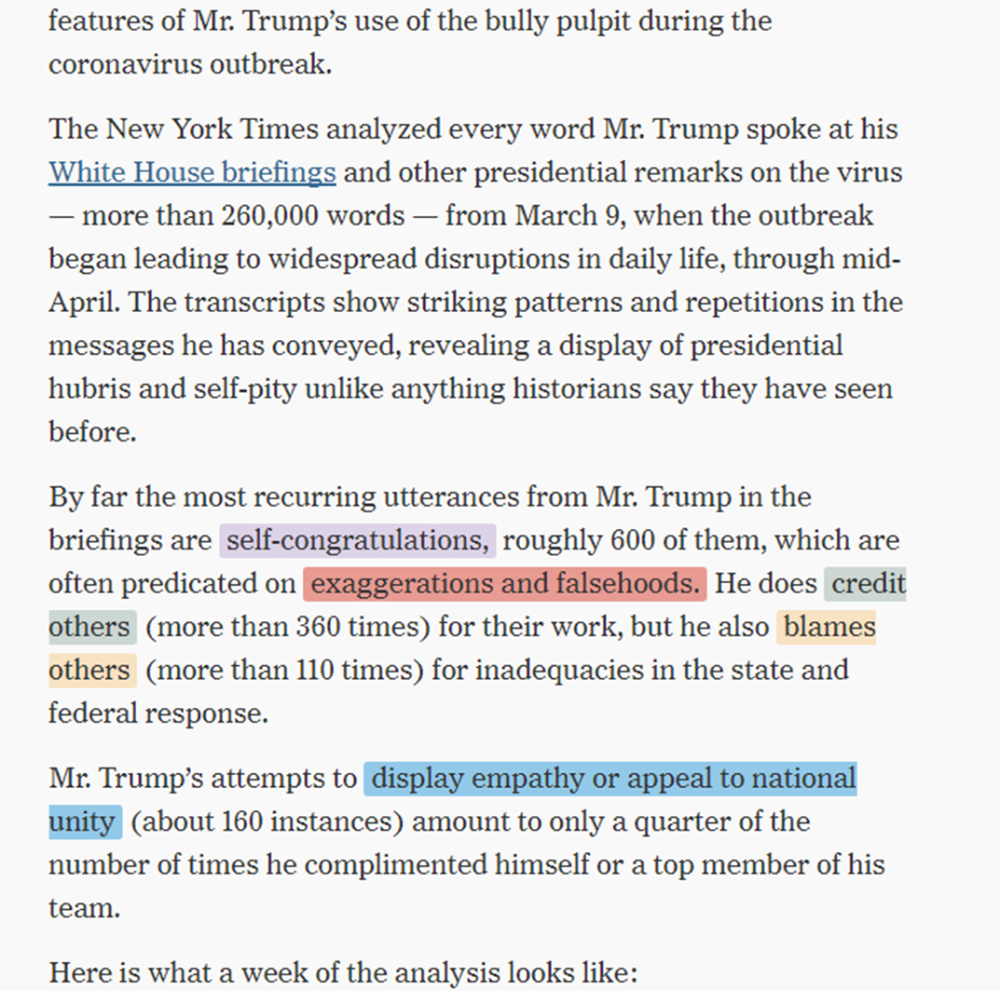 features of Mr. Trump’s use of the bully pulpit during the
coronavirus outbreak.
The New York Times analyzed every word Mr. Trump spoke at his
White House briefings and other presidential remarks on the virus
— more than 260,000 words — from March 9, when the outbreak
began leading to widespread disruptions in daily life, through mid-
April. The transcripts show striking patterns and repetitions in the
messages he has conveyed, revealing a display of presidential
hubris and self-pity unlike anything historians say they have seen
before.
By far the most recurring utterances from Mr. Trump in the
briefings are self-congratulations, roughly 600 of them, which are
often predicated on exaggerations and falsehoods. He does credit
others (more than 360 times) for their work, but he also blames
others (more than 110 times) for inadequacies in the state and
federal response.
Mr. Trump’s attempts to display empathy or appeal to national
unity (about 160 instances) amount to only a quarter of the
number of times he complimented himself or a top member of his
team.
Here is what a week of the analysis looks like: